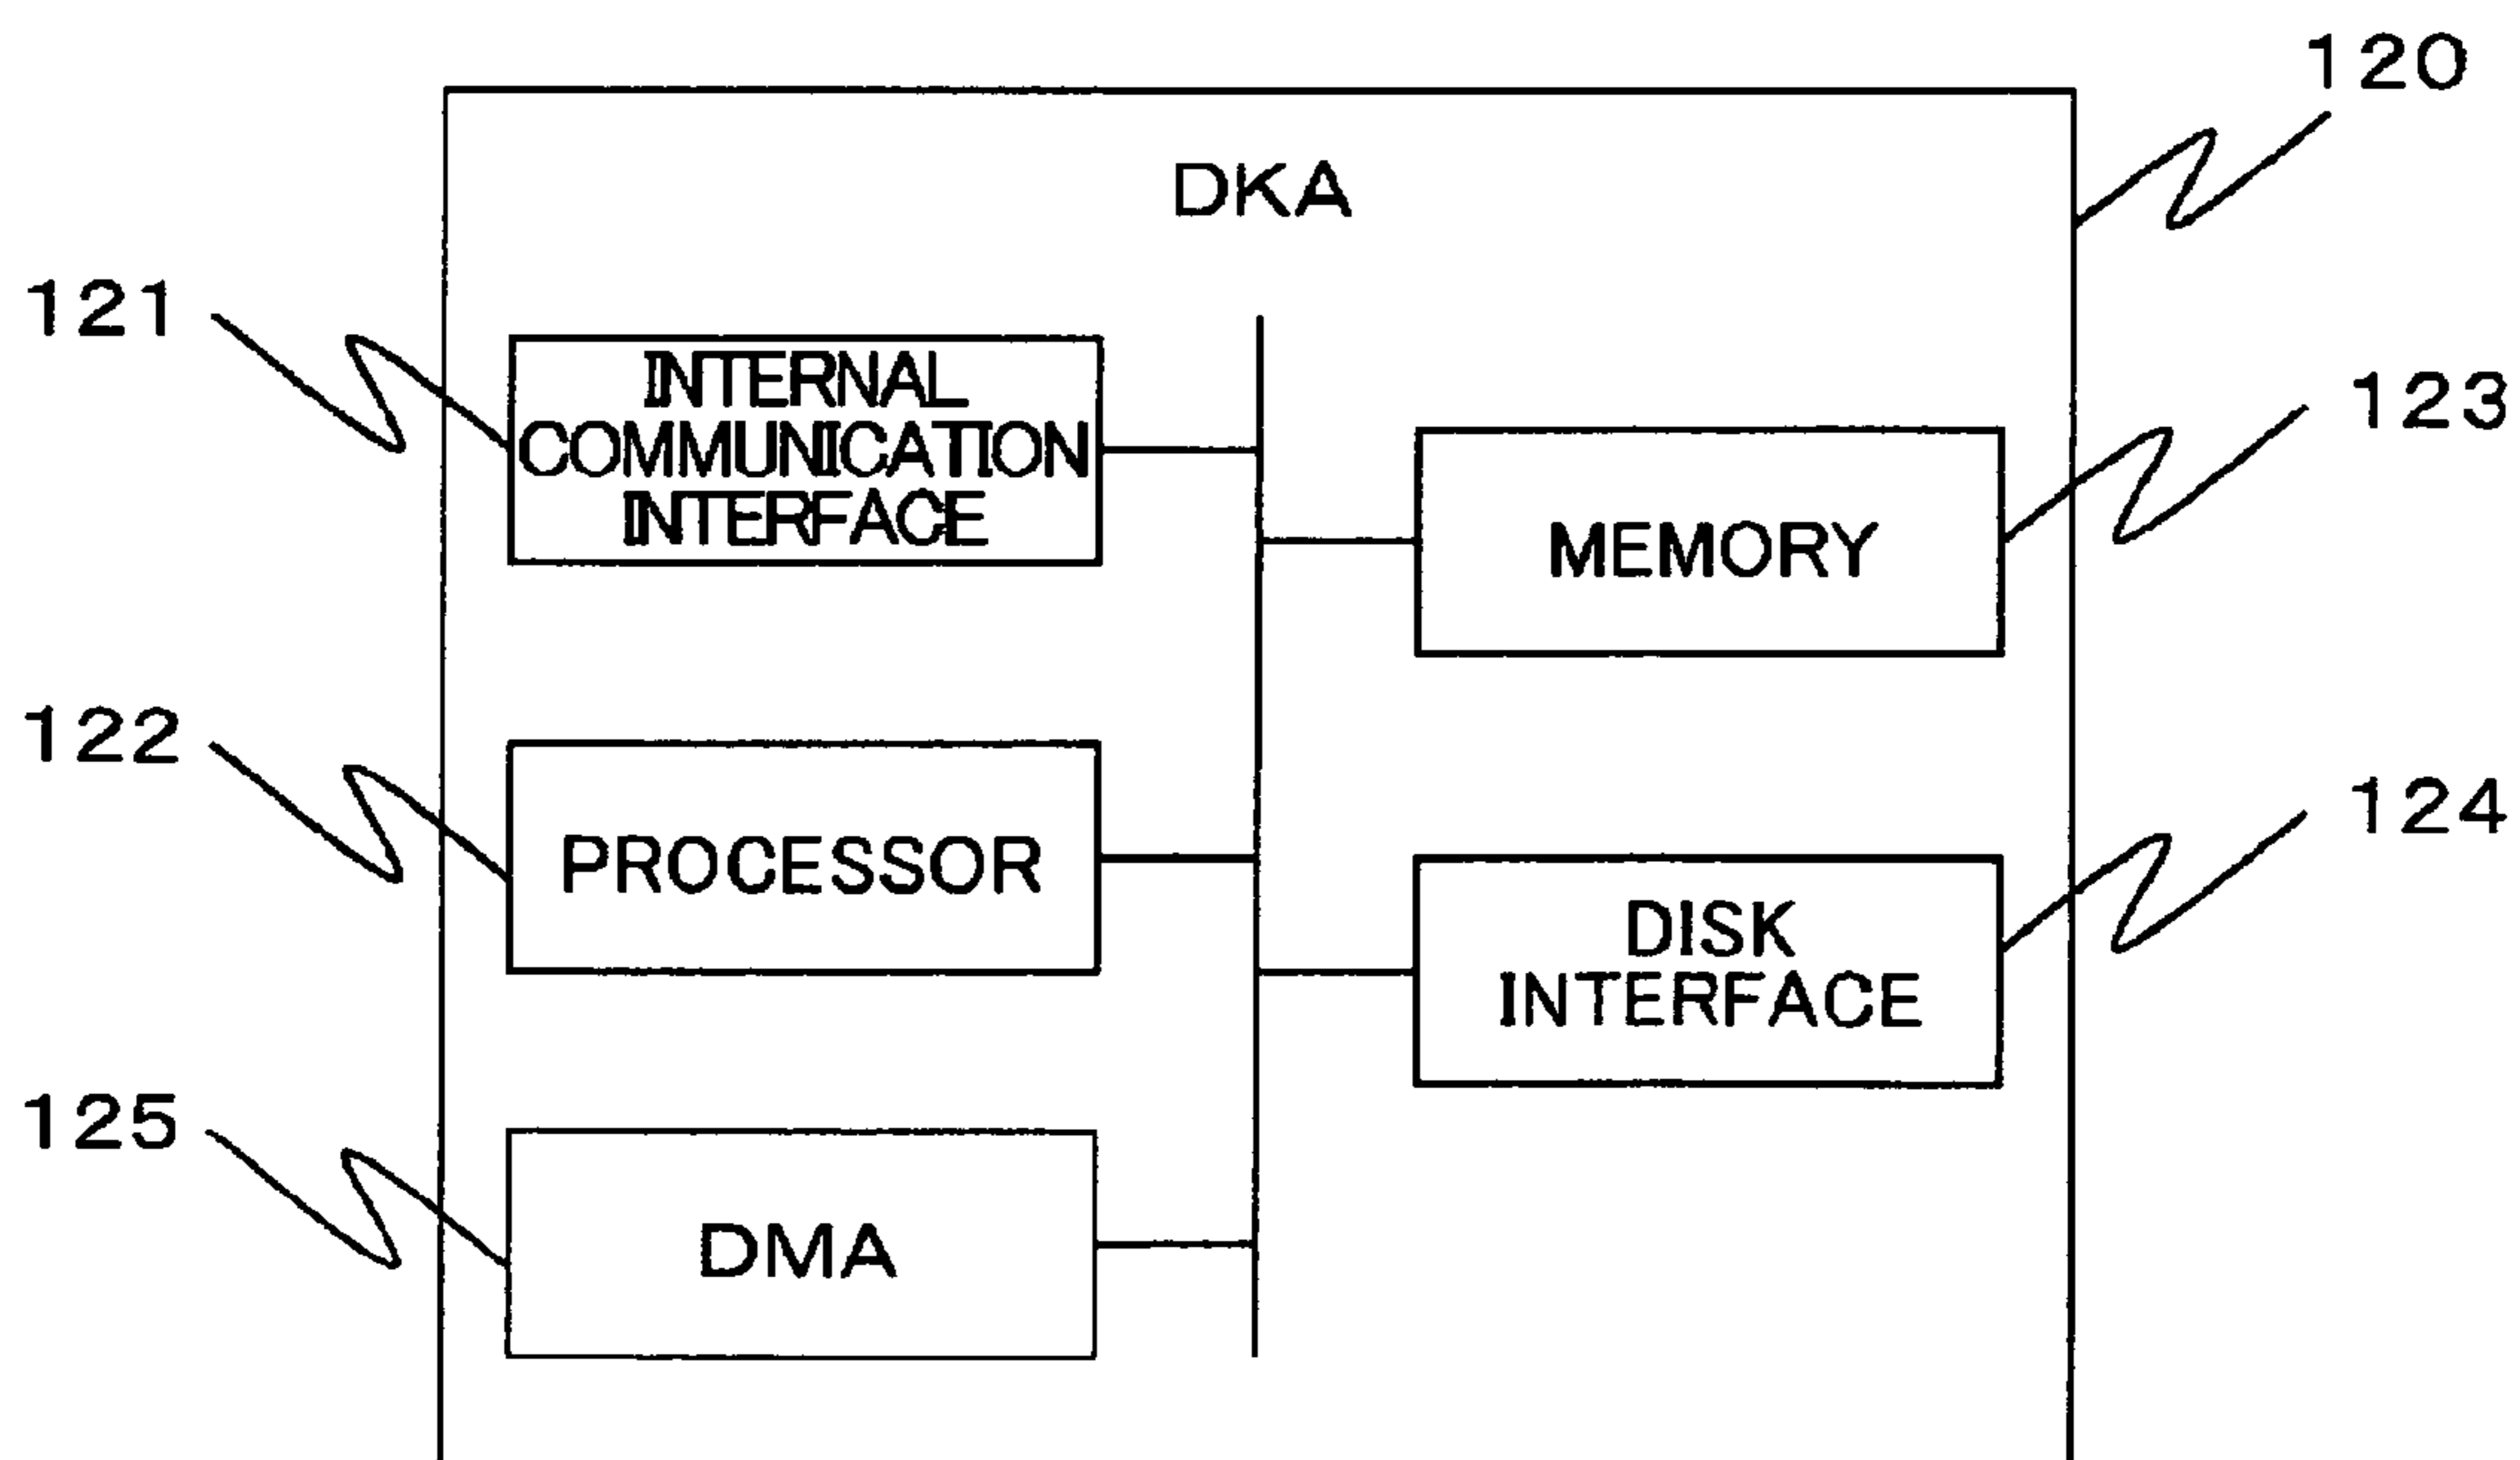 120
DKA
121
INTERNAL
COMMUNICATION
INTERFACE
123
MEMORY
122
PROCESSOR
124
DISK
INTERFACE
125
DMA